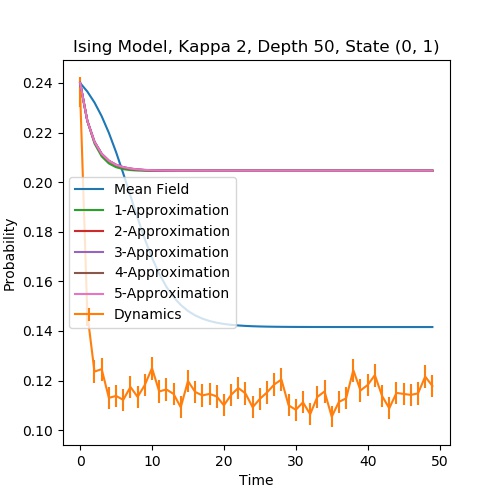 Ising Model, Kappa 2, Depth 50, State (0, 1)
Probability
0.24
0.22
0.20
0.18
0.16
0.14
0.12
0.10
Mean Field
1-Approximation
2-Approximation
3-Approximation
4-Approximation
5-Approximation
Dynamics
0 10 20 30 40 50
Time